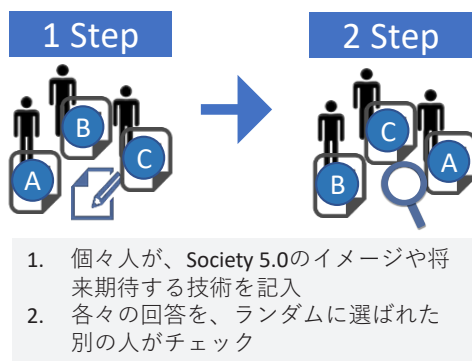 1 Step
2 Step
A
B
C
B
C
A
1. 個々人が、Society 5.0のイメージや将
来期待する技術を記入
2. 各々の回答を、ランダムに選ばれた
別の人がチェック